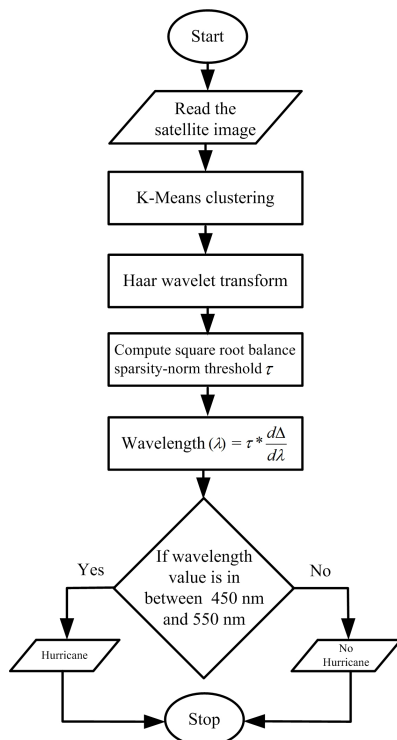 Start
Read the
satellite image
K-Means clustering
Haar wavelet transform
Compute square root balance
sparsity-norm threshold τ
Wavelength (λ) = τ * dΔ/dλ
Yes
If wavelength
value is in
between 450 nm
and 550 nm
No
Hurricane
No
Hurricane
Stop